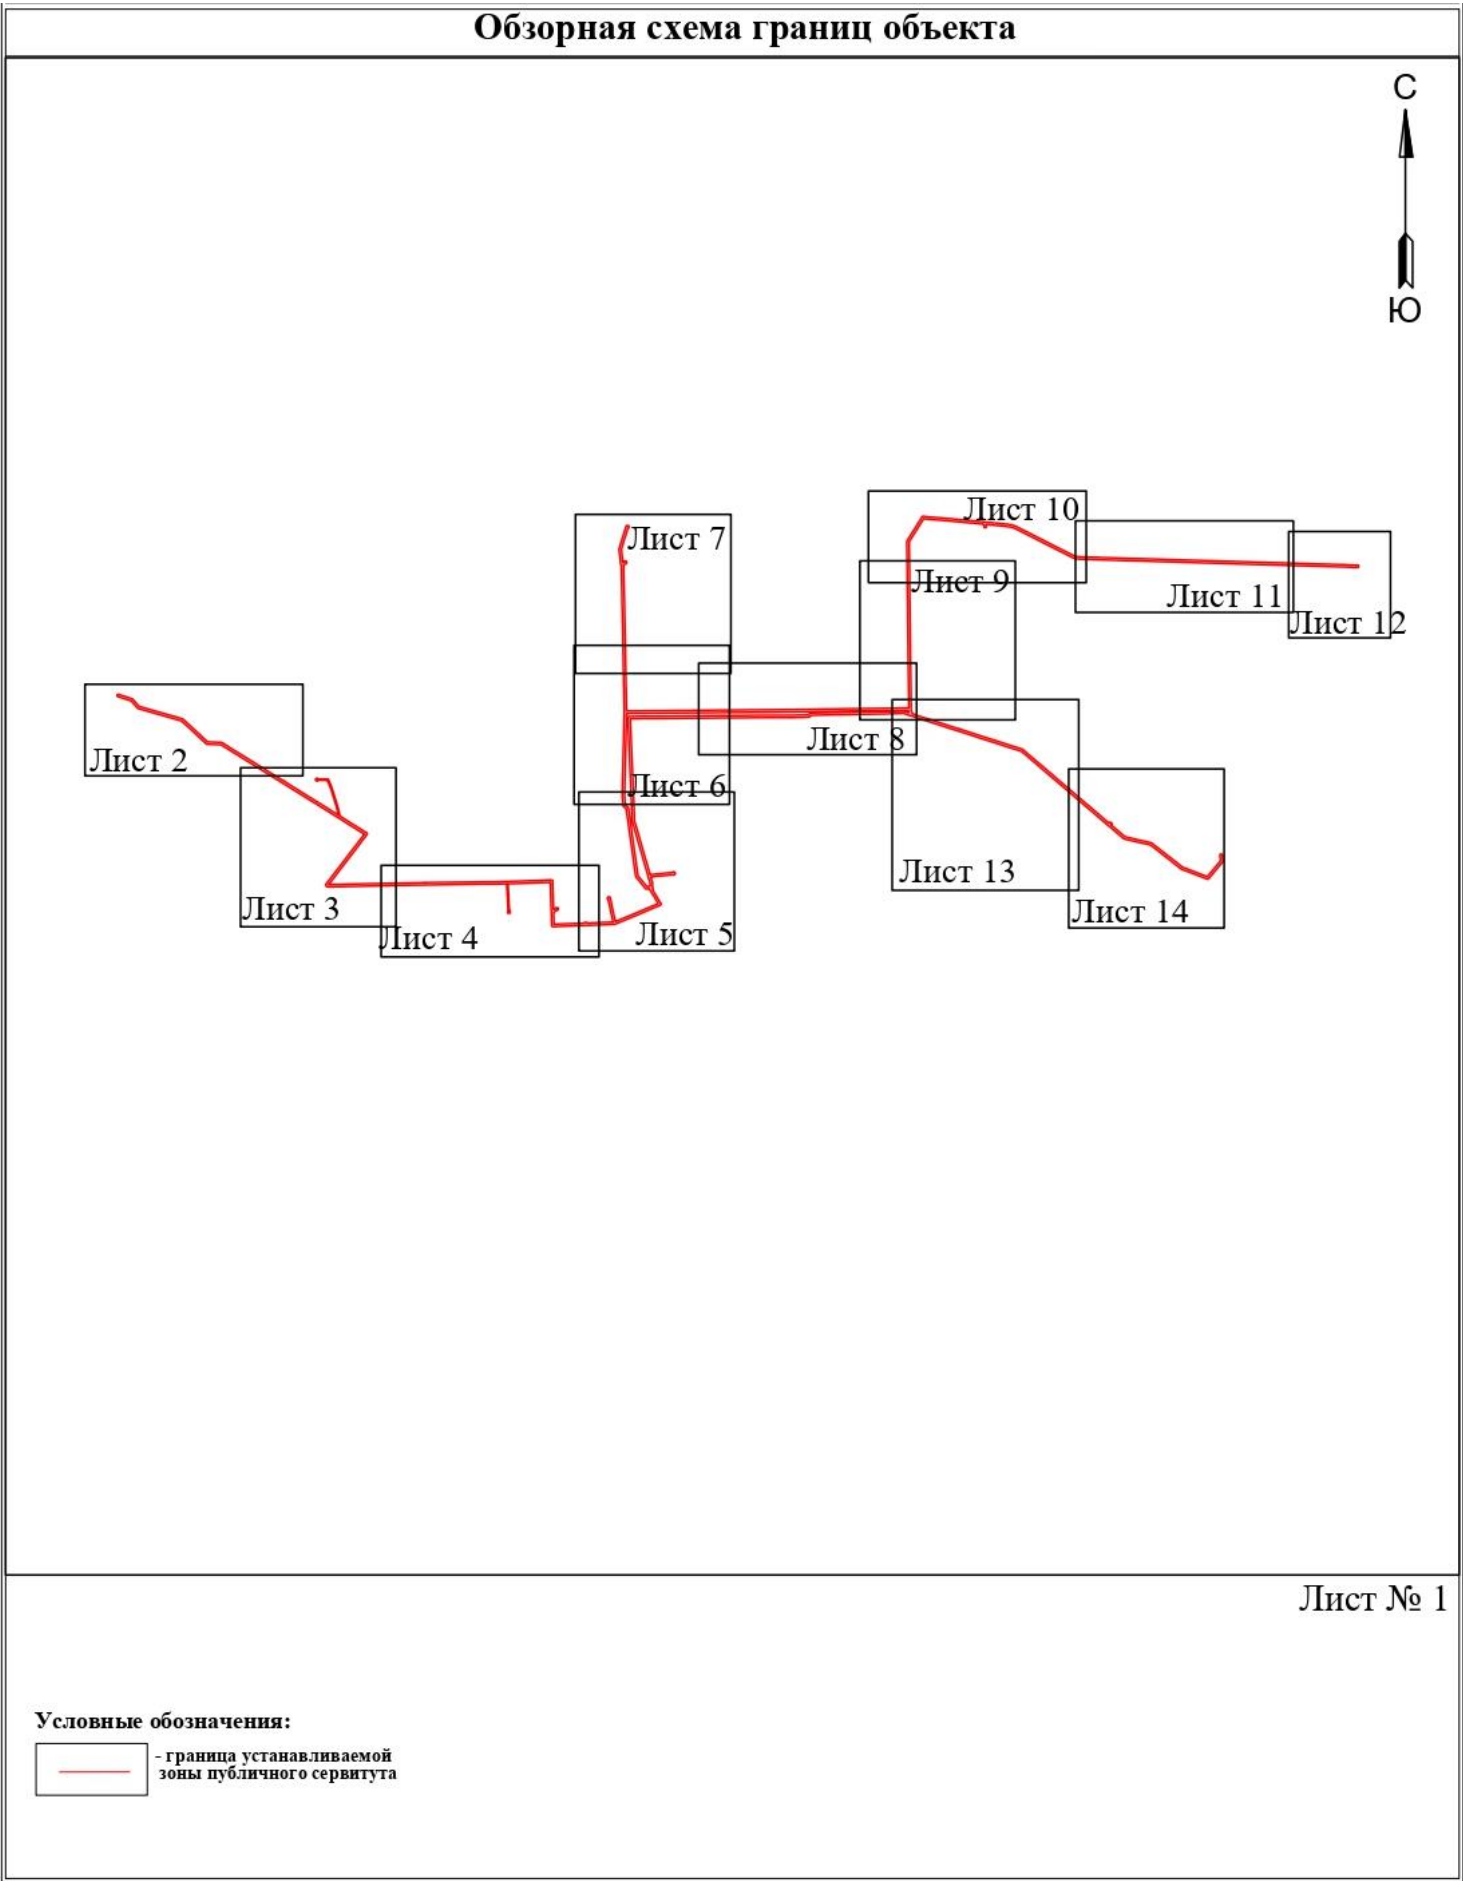 Обзорная схема границ объекта
С
Ю
Лист 10
Лист 7
Лист 9
Лист 11
Лист 12
Лист 8
Лист 2
Лист 6
Лист 13
Лист 3
Лист 14
Лист 4
Лист 5
Лист № 1
Условные обозначения:
- граница устанавливаемой
зоны публичного сервитута